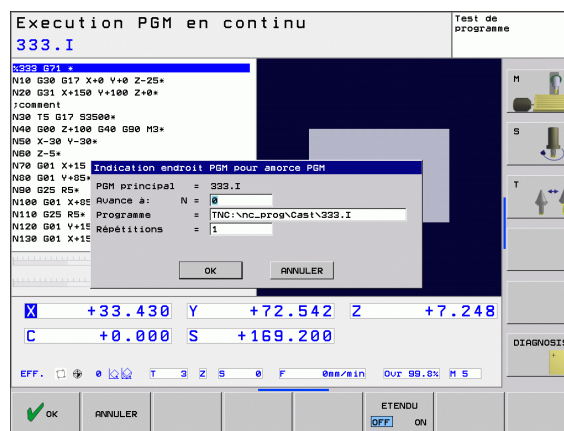 Execution PGM en continu
333.I
Test de
programme
%333 G71 *
N10 G30 G17 X+0 Y+0 Z-25*
N20 G31 X+150 Y+100 Z+0*
;comment
N30 T5 G17 S3500*
N40 G00 Z+100 G40 G90 M3*
N50 X-30 Y-30*
N60 Z-5*
N70 G01 X+15
N80 G01 Y+85*
N90 G25 R5*
N100 G01 X+85
N110 G25 R5*
N120 G01 Y+15
N130 G01 X+15
Indication endroit PGM pour amorce PGM
PGM principal = 333.I
Avance à: N = 0
Programme = TNC:\nc_prog\Cast\333.I
Répétitions = 1
OK ANNULER
M
S
T
DIAGNOSIS
X +33.430 Y +72.542 Z +7.248
C +0.000 S +169.200
EFF. 0 T 3 Z S 0 F 0mm/min Ovr 99.8% M 5
OK ANNULER ETENDU
OFF ON